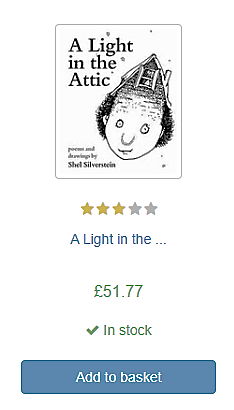 A Light
in the
Attic
poems and
drawings by
Shel Silverstein
A Light in the ...
£51.77
In stock
Add to basket